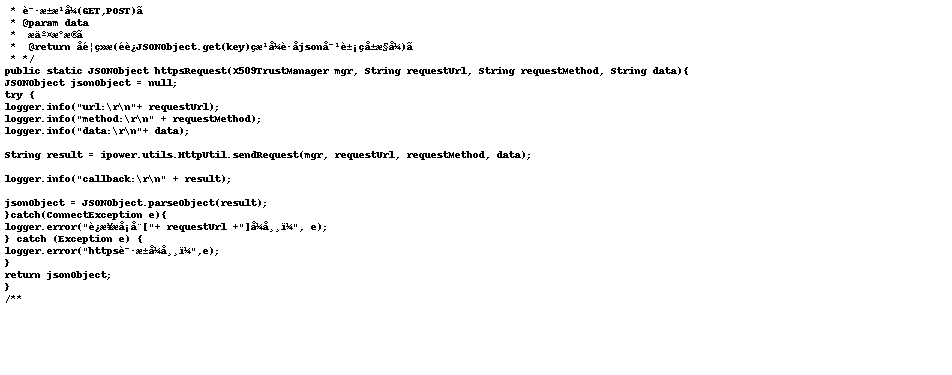 * è¯·æ±æ¹å¼(GET,POST)ã
* @param data
* æäº¤æ°æ®ã
* @return åé¦ç»æ(éè¿JSONObject.get(key)çæ¹å¼è·åjsonå¯¹è±¡çå±æ§å¼)ã
* */
public static JSONObject httpsRequest(X509TrustManager mgr, String requestUrl, String requestMethod, String data){
JSONObject jsonObject = null;
try {
logger.info("url:\r\n"+ requestUrl);
logger.info("method:\r\n" + requestMethod);
logger.info("data:\r\n"+ data);
String result = ipower.utils.HttpUtil.sendRequest(mgr, requestUrl, requestMethod, data);
logger.info("callback:\r\n" + result);
jsonObject = JSONObject.parseObject(result);
}catch(ConnectException e){
logger.error("è¿æ¥æå¡å¨["+ requestUrl +"]å¼å¸¸ï¼", e);
} catch (Exception e) {
logger.error("httpsè¯·æ±å¼å¸¸ï¼",e);
}
return jsonObject;
}
/**